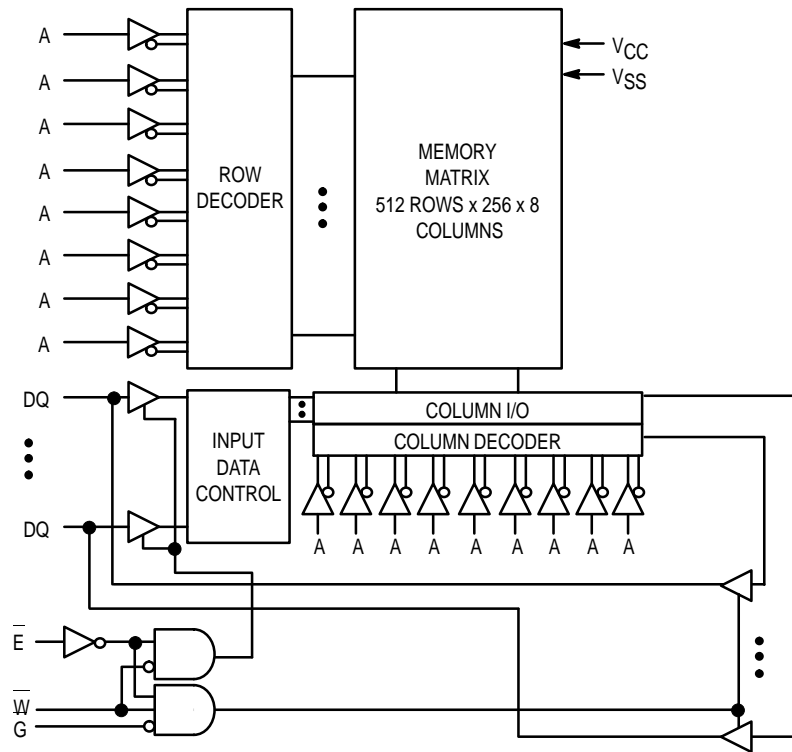 A
A
A
A
A
A
A
A
ROW
DECODER
MEMORY
MATRIX
512 ROWS x 256 x 8
COLUMNS
VCC
VSS
DQ
DQ
INPUT
DATA
CONTROL
COLUMN I/O
COLUMN DECODER
A A A A A A A A A
E
W
G